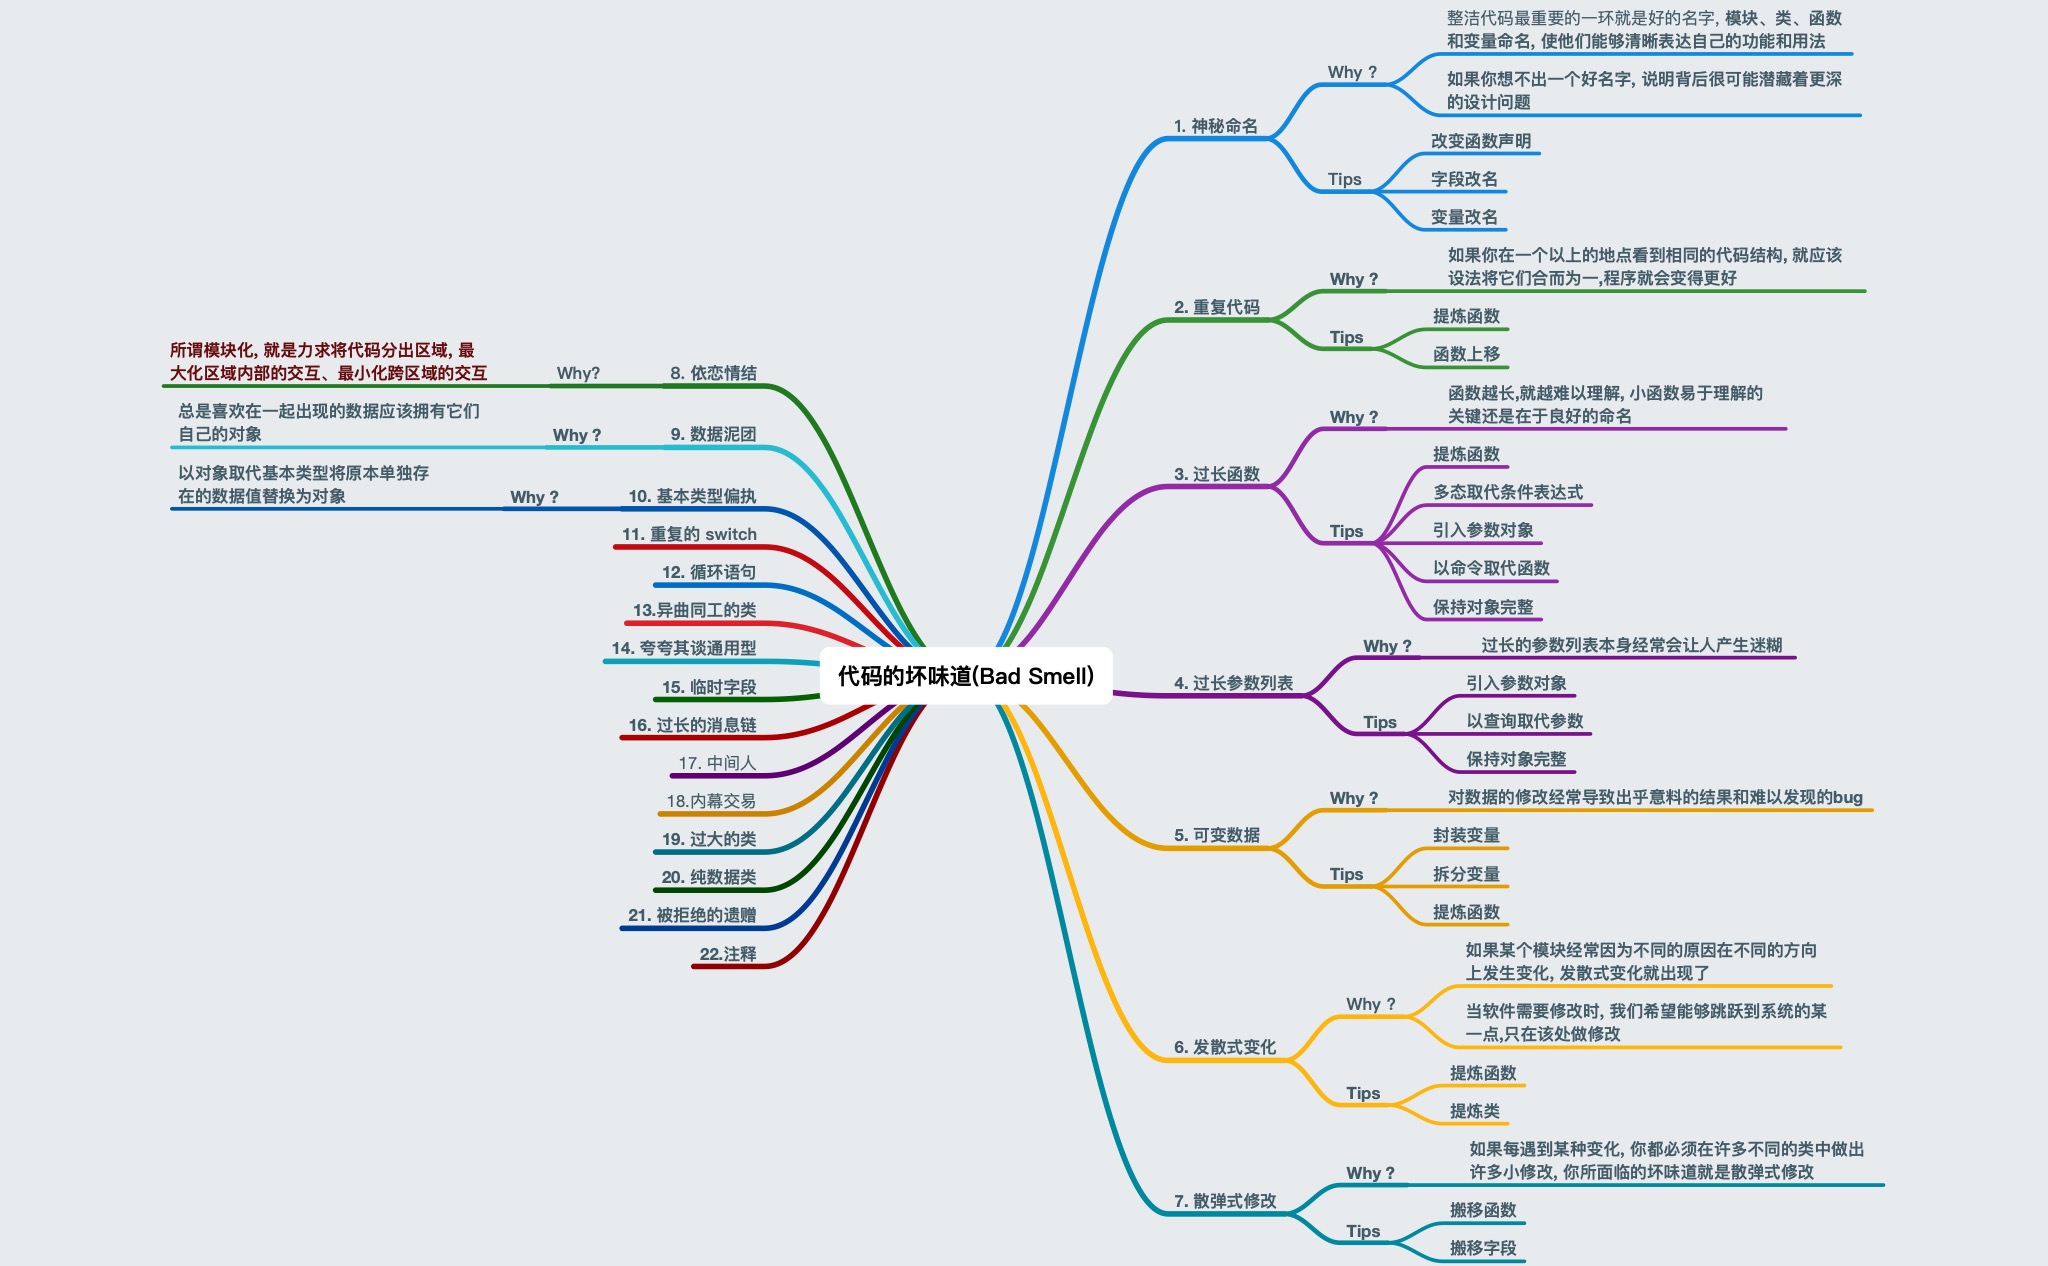 代码的坏味道(Bad Smell)
1. 神秘命名
Why ?
整洁代码最重要的一环就是好的名字, 模块、类、函数
和变量命名, 使他们能够清晰表达自己的功能和用法
如果你想不出一个好名字, 说明背后很可能潜藏着更深
的设计问题
Tips
改变函数声明
字段改名
变量改名
2. 重复代码
Why ?
如果你在一个以上的地点看到相同的代码结构, 就应该
设法将它们合而为一,程序就会变得更好
Tips
提炼函数
函数上移
3. 过长函数
Why ?
函数越长,就越难以理解, 小函数易于理解的
关键还是在于良好的命名
Tips
提炼函数
多态取代条件表达式
引入参数对象
以命令取代函数
保持对象完整
4. 过长参数列表
Why ?
过长的参数列表本身经常会让人产生迷糊
Tips
引入参数对象
以查询取代参数
保持对象完整
5. 可变数据
Why ?
对数据的修改经常导致出乎意料的结果和难以发现的bug
Tips
封装变量
拆分变量
提炼函数
6. 发散式变化
Why ?
如果某个模块经常因为不同的原因在不同的方向
上发生变化, 发散式变化就出现了
当软件需要修改时, 我们希望能够跳跃到系统的某
一点,只在该处做修改
Tips
提炼函数
提炼类
7. 散弹式修改
Why ?
如果每遇到某种变化, 你都必须在许多不同的类中做出
许多小修改, 你所面临的坏味道就是散弹式修改
Tips
搬移函数
搬移字段
8. 依恋情结
Why?
所谓模块化, 就是力求将代码分出区域, 最
大化区域内部的交互、最小化跨区域的交互
9. 数据泥团
Why ?
总是喜欢在一起出现的数据应该拥有它们
自己的对象
10. 基本类型偏执
Why ?
以对象取代基本类型将原本单独存
在的数据值替换为对象
11. 重复的 switch
12. 循环语句
13.异曲同工的类
14. 夸夸其谈通用型
15. 临时字段
16. 过长的消息链
17. 中间人
18.内幕交易
19. 过大的类
20. 纯数据类
21. 被拒绝的遗赠
22.注释